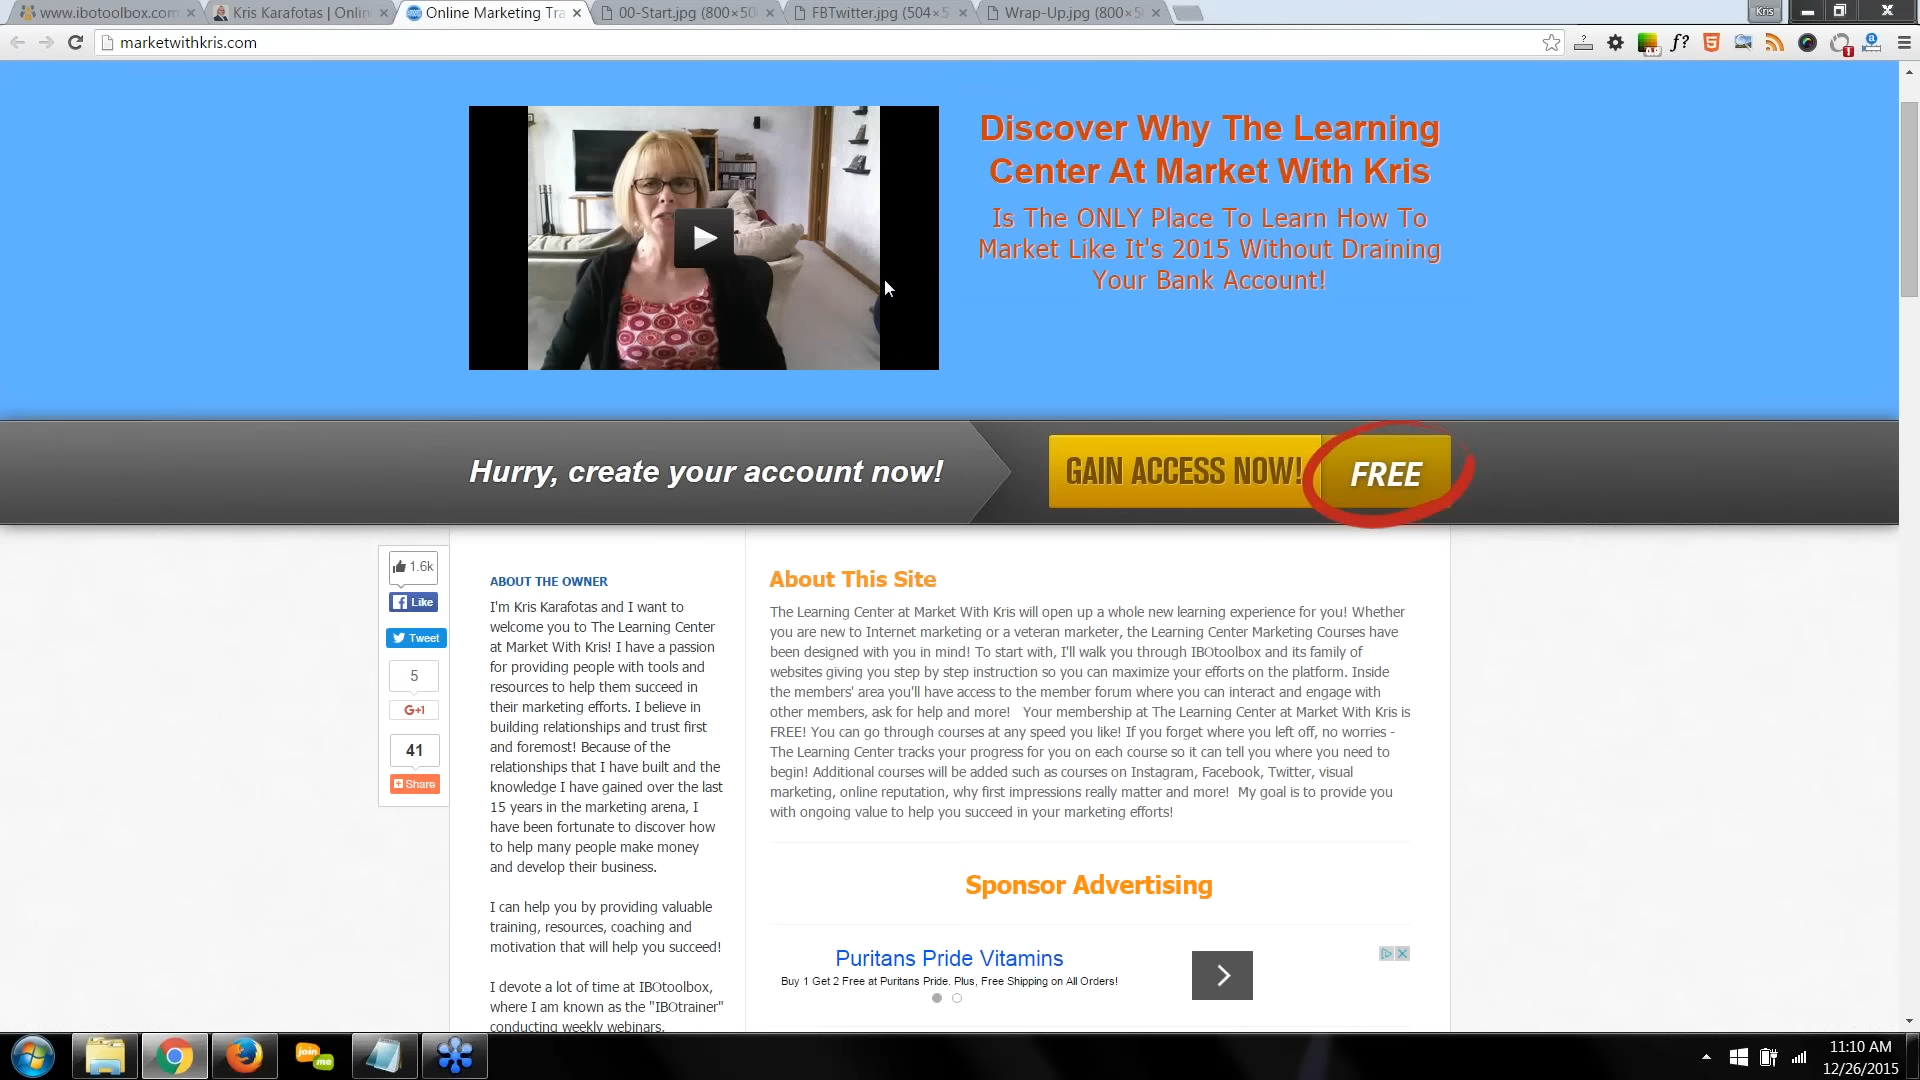 www.ibotoolbox.com
Kris Karafotas | Onlin
Online Marketing Tra
00-Start.jpg (800×50
FBTwitter.jpg (504×5
Wrap-Up.jpg (800×5
Kris
marketwithkris.com
Discover Why The Learning
Center At Market With Kris
Is The ONLY Place To Learn How To
Market Like It's 2015 Without Draining
Your Bank Account!
Hurry, create your account now!
GAIN ACCESS NOW!
FREE
1.6k
Like
Tweet
5
G+1
41
Share
ABOUT THE OWNER
I'm Kris Karafotas and I want to
welcome you to The Learning Center
at Market With Kris! I have a passion
for providing people with tools and
resources to help them succeed in
their marketing efforts. I believe in
building relationships and trust first
and foremost! Because of the
relationships that I have built and the
knowledge I have gained over the last
15 years in the marketing arena, I
have been fortunate to discover how
to help many people make money
and develop their business.
I can help you by providing valuable
training, resources, coaching and
motivation that will help you succeed!
I devote a lot of time at IBOtoolbox,
where I am known as the "IBOtrainer"
conducting weekly webinars,
About This Site
The Learning Center at Market With Kris will open up a whole new learning experience for you! Whether
you are new to Internet marketing or a veteran marketer, the Learning Center Marketing Courses have
been designed with you in mind! To start with, I'll walk you through IBOtoolbox and its family of
websites giving you step by step instruction so you can maximize your efforts on the platform. Inside
the members' area you'll have access to the member forum where you can interact and engage with
other members, ask for help and more! Your membership at The Learning Center at Market With Kris is
FREE! You can go through courses at any speed you like! If you forget where you left off, no worries -
The Learning Center tracks your progress for you on each course so it can tell you where you need to
begin! Additional courses will be added such as courses on Instagram, Facebook, Twitter, visual
marketing, online reputation, why first impressions really matter and more! My goal is to provide you
with ongoing value to help you succeed in your marketing efforts!
Sponsor Advertising
Puritans Pride Vitamins
Buy 1 Get 2 Free at Puritans Pride. Plus, Free Shipping on All Orders!
join
me
11:10 AM
12/26/2015